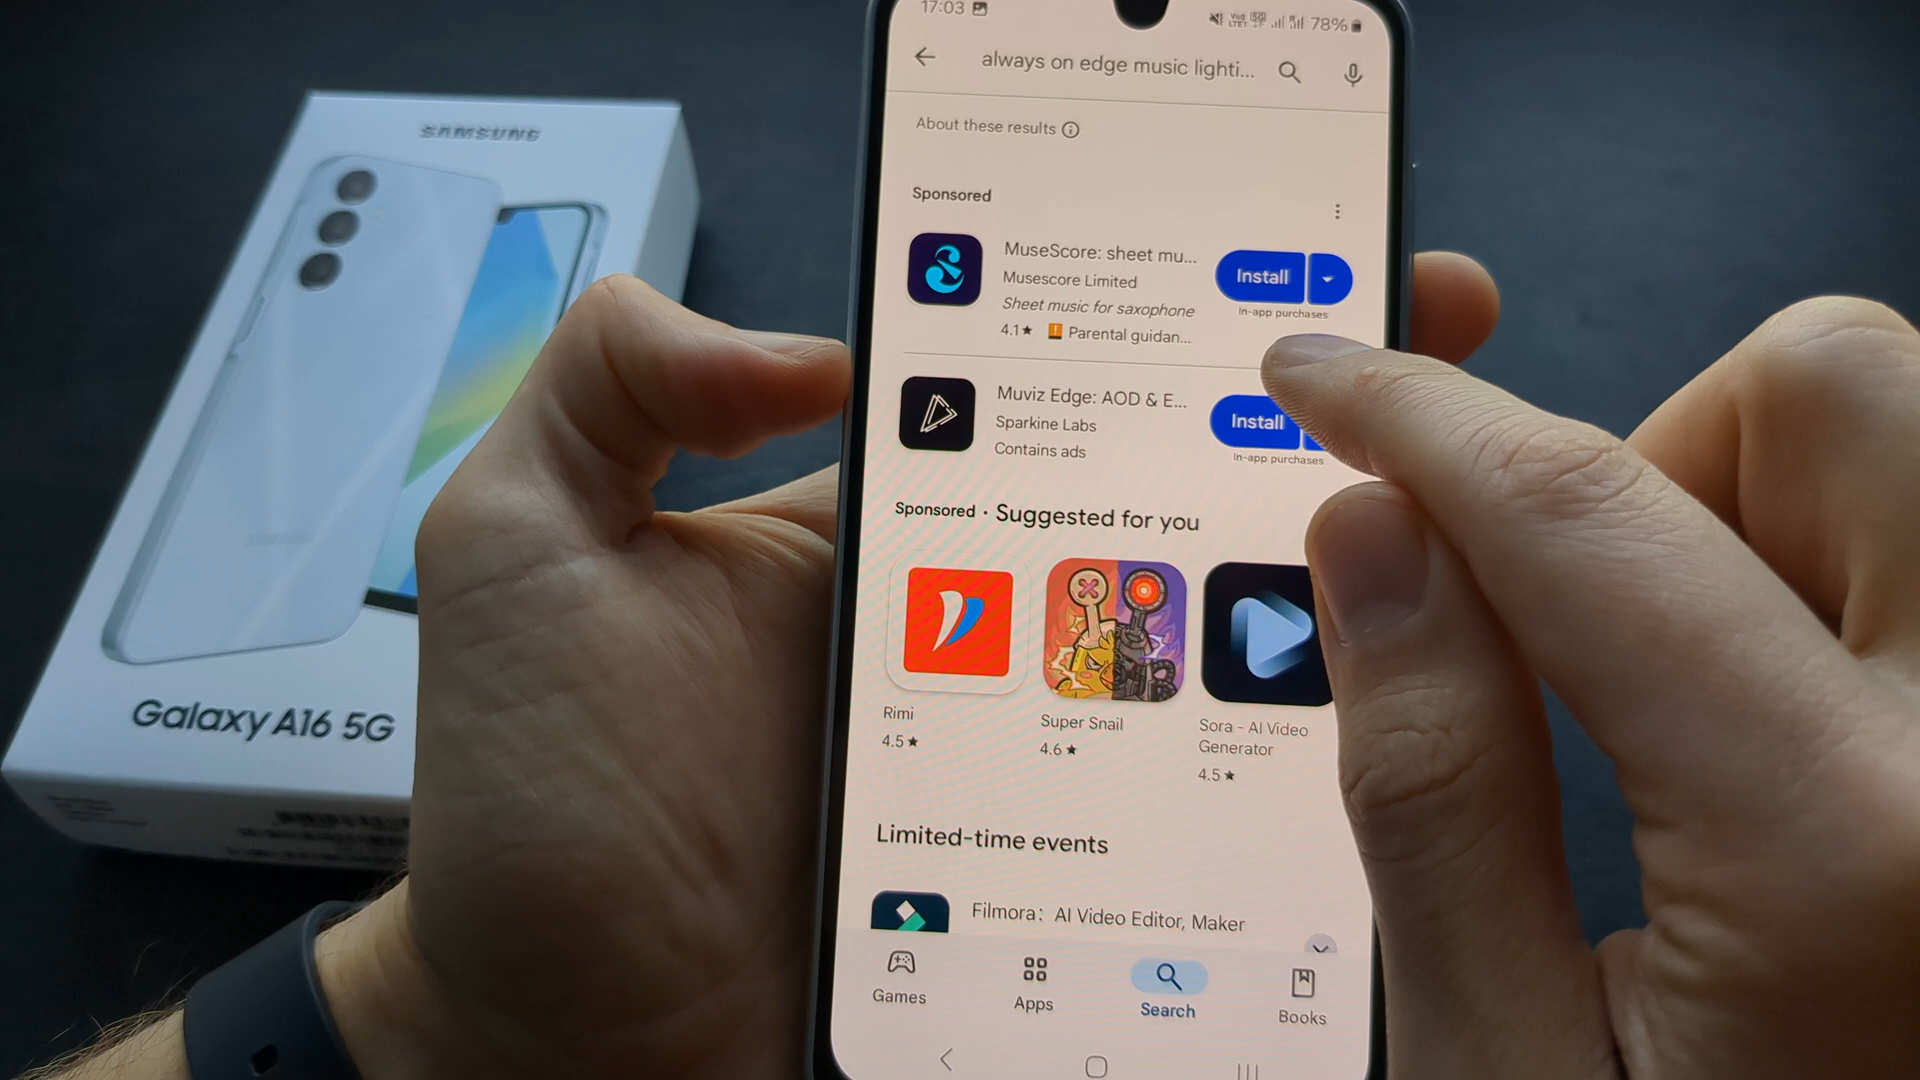 SAMSUNG
Galaxy A16 5G
17:03
78%
always on edge music lighti...
About these results
Sponsored
MuseScore: sheet mu...
Musescore Limited
Sheet music for saxophone
4.1★ Parental guidan...
Install
In-app purchases
Muviz Edge: AOD & E...
Sparkine Labs
Contains ads
Install
In-app purchases
Sponsored · Suggested for you
Rimi
4.5★
Super Snail
4.6★
Sora - AI Video
Generator
4.5★
Limited-time events
Filmora: AI Video Editor, Maker
Games
Apps
Search
Books